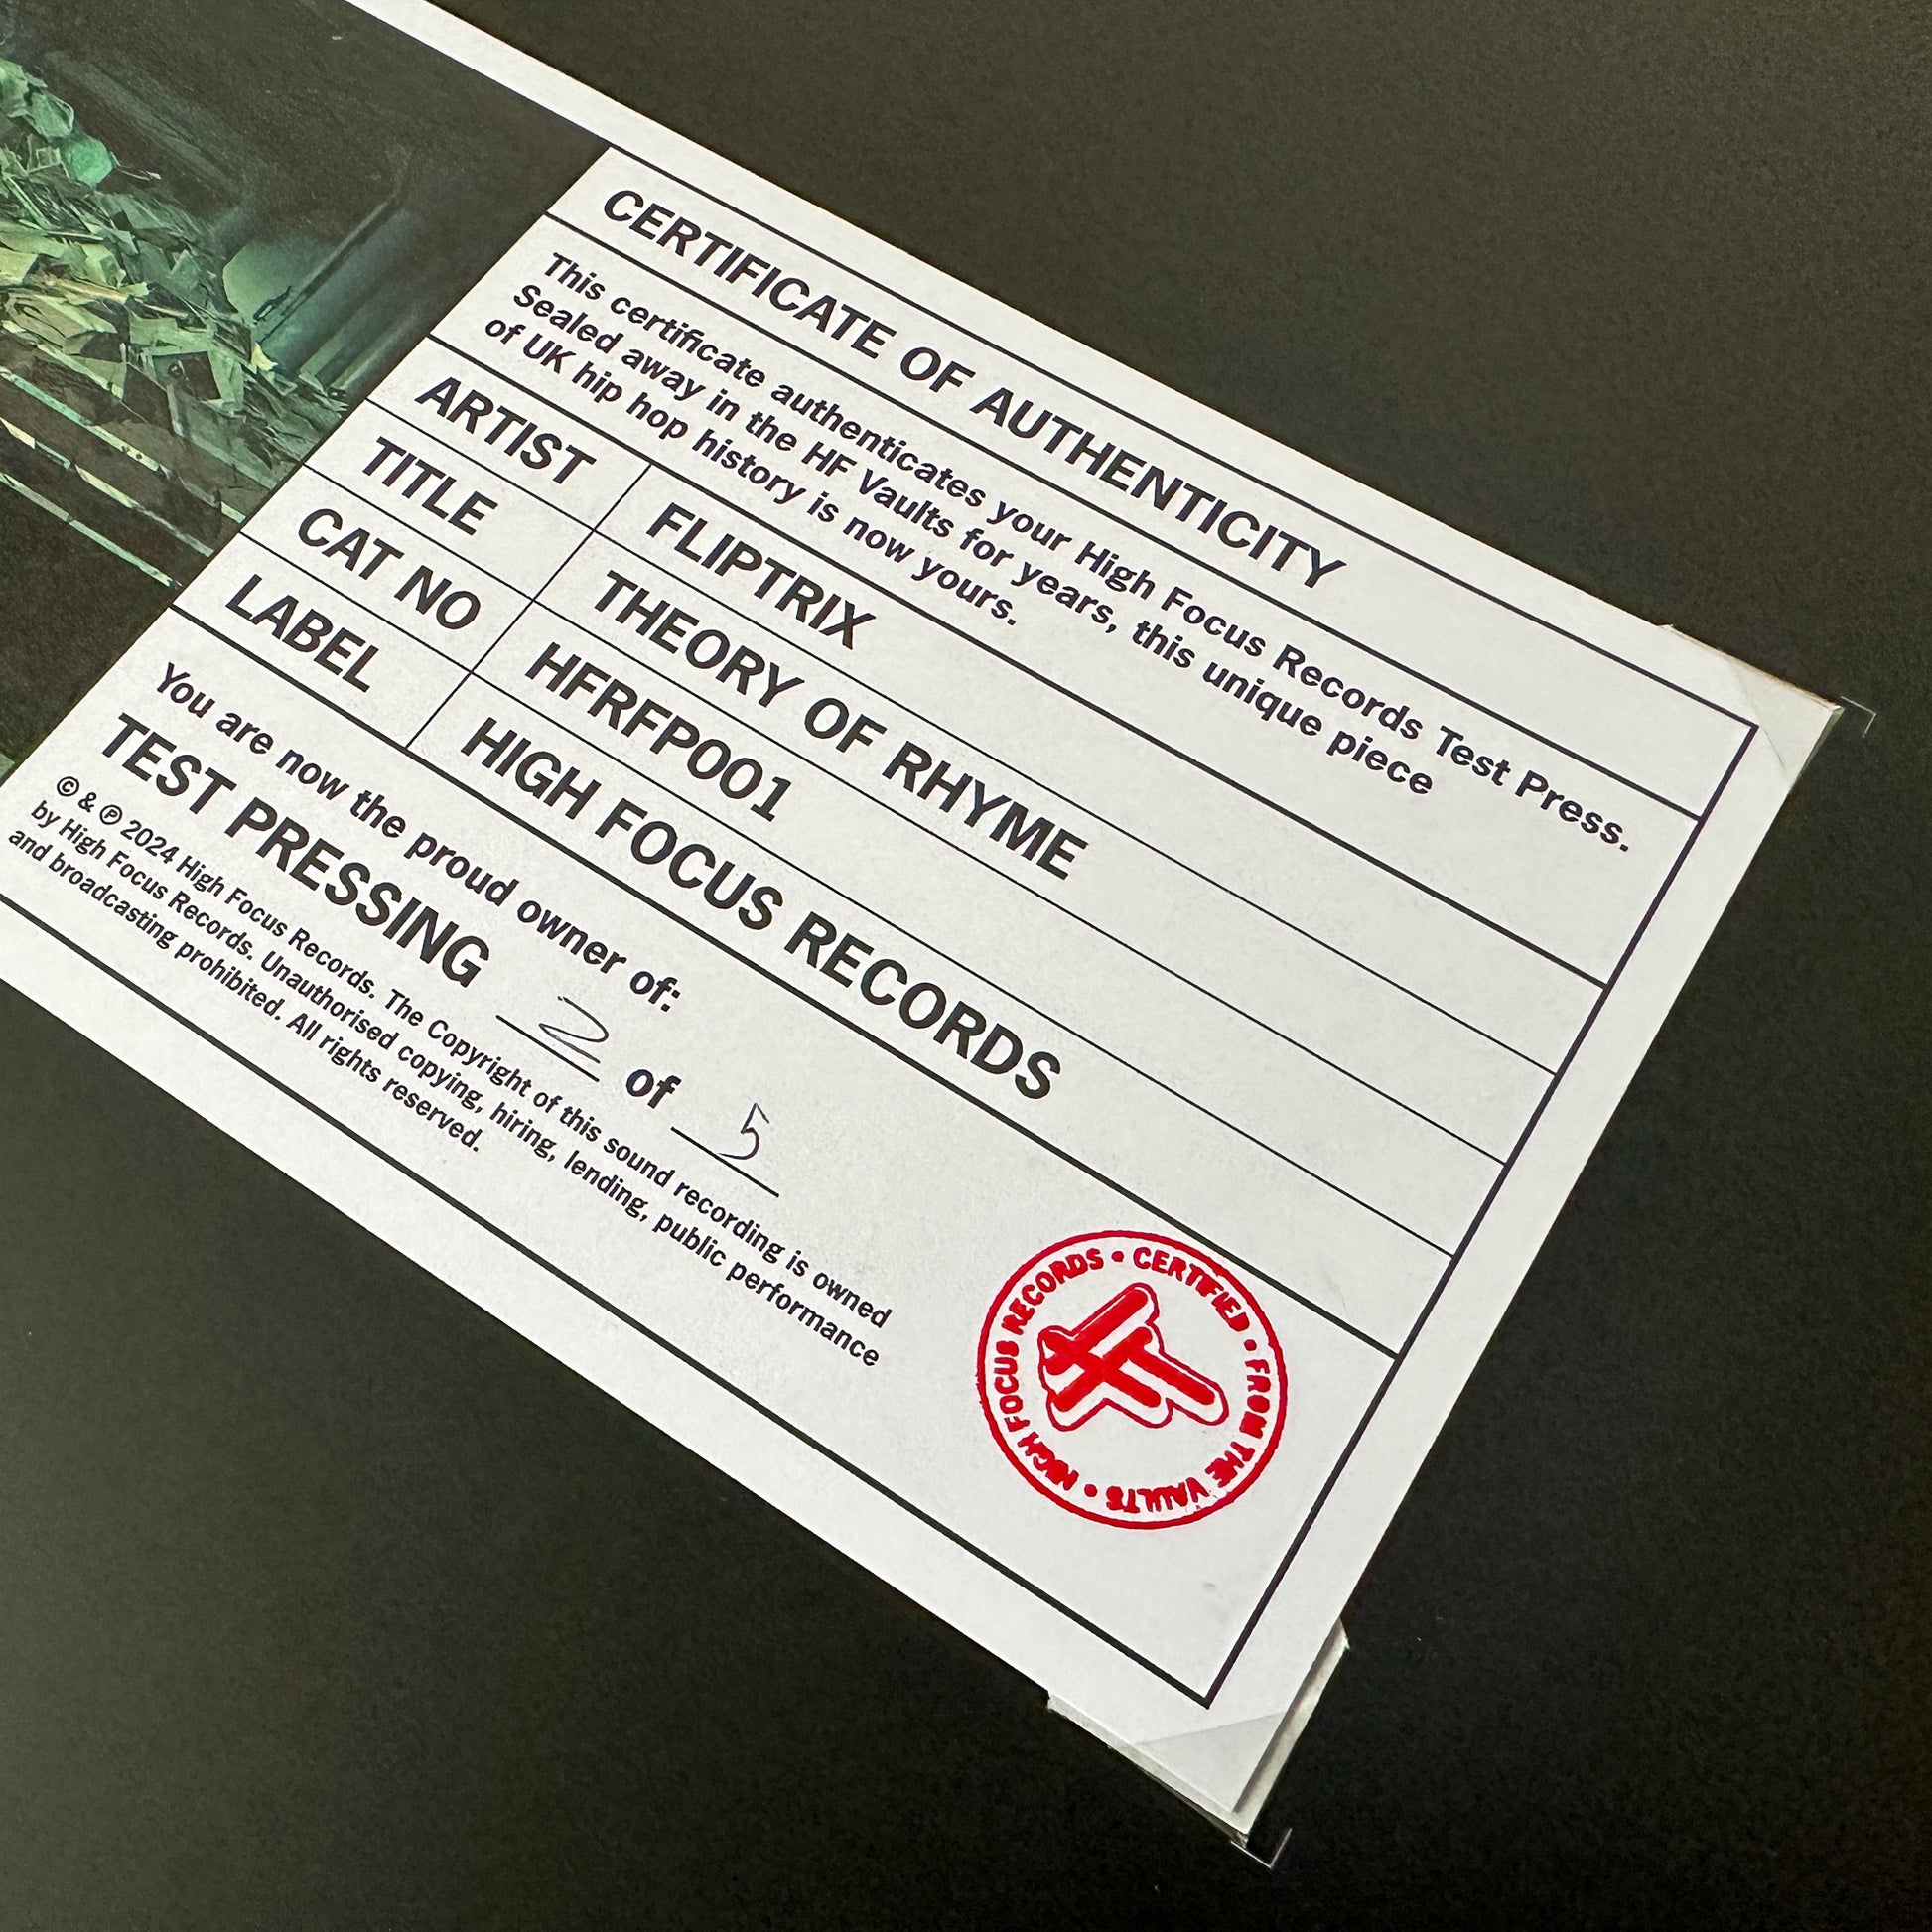 CERTIFICATE OF AUTHENTICITY
This certificate authenticates your High Focus Records Test Press.
Sealed away in the HF Vaults for years, this unique piece
of UK hip hop history is now yours.
ARTIST FLIPTRIX
TITLE THEORY OF RHYME
CAT NO HFRFP001
LABEL HIGH FOCUS RECORDS
You are now the proud owner of:
TEST PRESSING 2 of 5
© & ℗ 2024 High Focus Records. The Copyright of this sound recording is owned
by High Focus Records. Unauthorised copying, hiring, lending, public performance
and broadcasting prohibited. All rights reserved.
HIGH FOCUS RECORDS • CERTIFIED • FROM THE VAULTS •